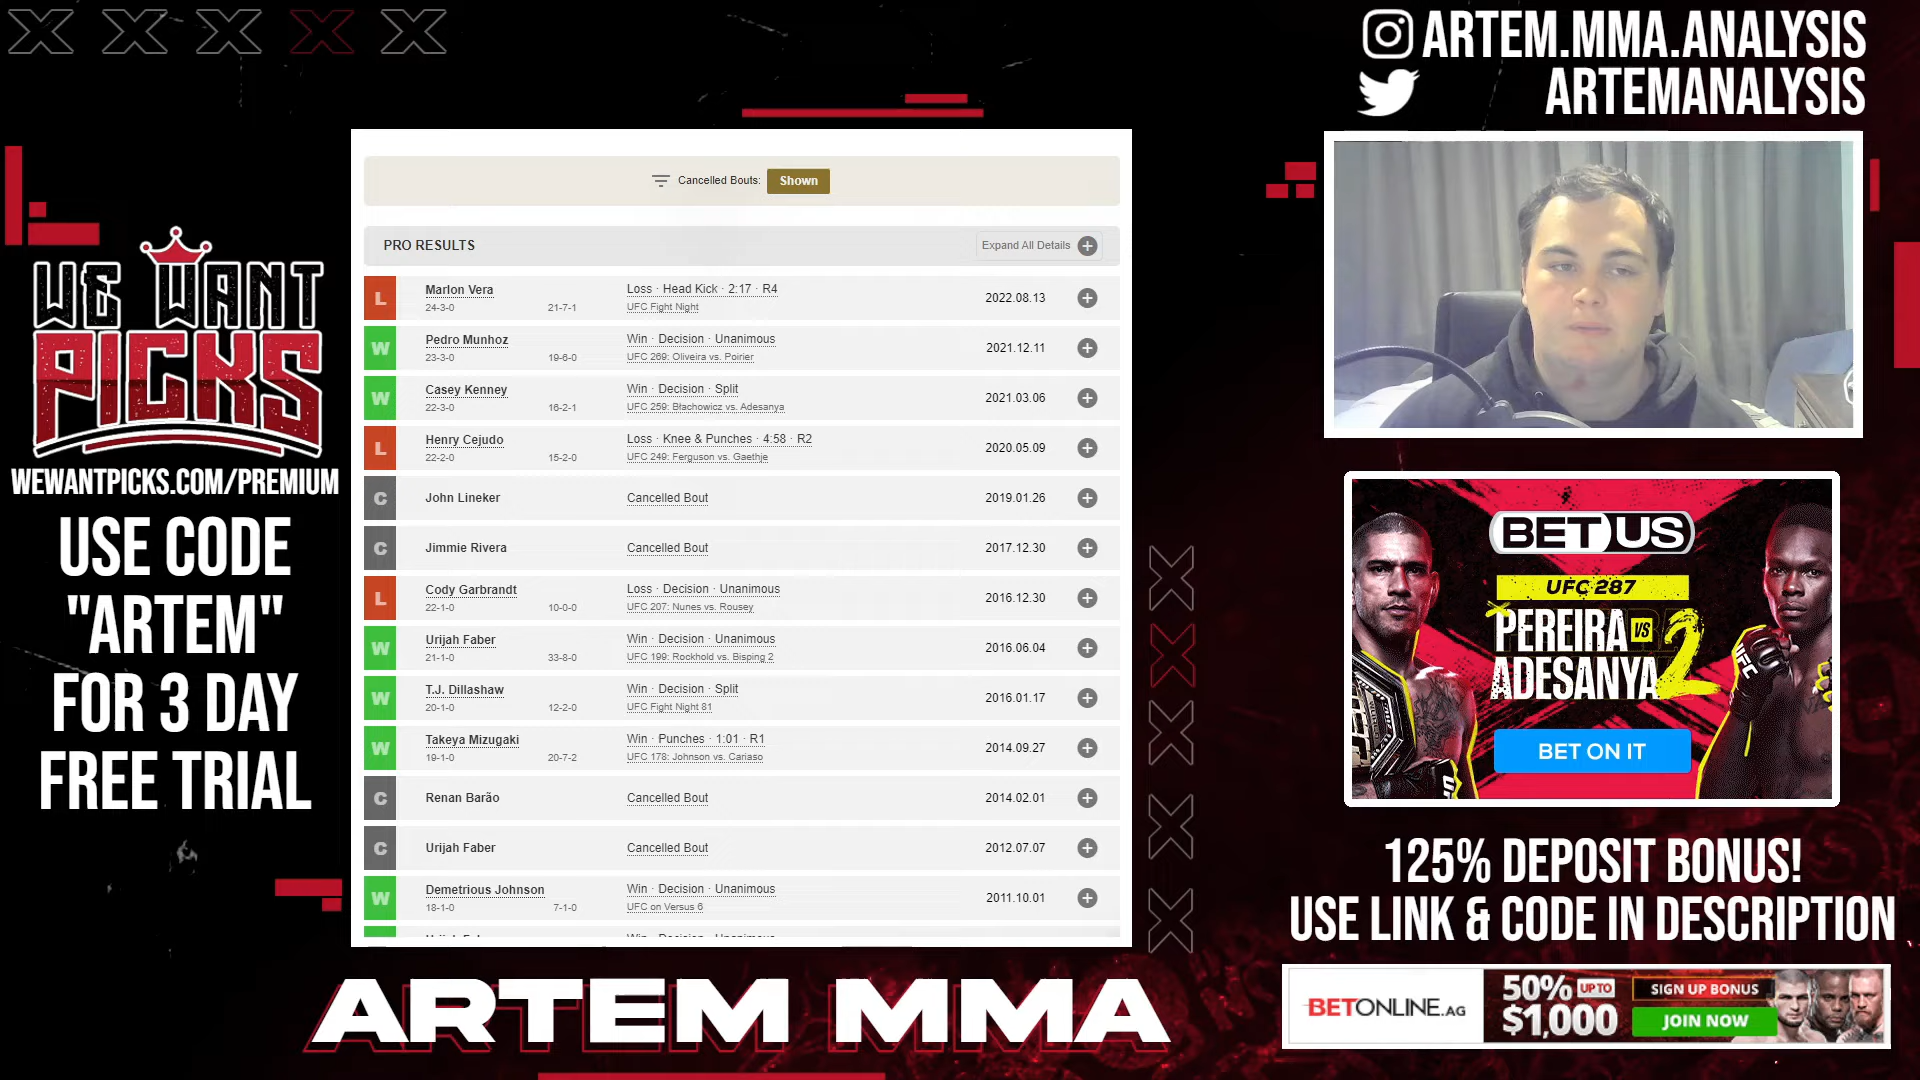 ARTEM.MMA.ANALYSIS
ARTEMANALYSIS
WE WANT
PICKS
WEWANTPICKS.COM/PREMIUM
USE CODE
"ARTEM"
FOR 3 DAY
FREE TRIAL
Cancelled Bouts: Shown
PRO RESULTS Expand All Details
L Marlon Vera Loss · Head Kick · 2:17 · R4 2022.08.13
24-3-0 21-7-1 UFC Fight Night
W Pedro Munhoz Win · Decision · Unanimous 2021.12.11
23-3-0 19-6-0 UFC 269: Oliveira vs. Poirier
W Casey Kenney Win · Decision · Split 2021.03.06
22-3-0 16-2-1 UFC 259: Błachowicz vs. Adesanya
L Henry Cejudo Loss · Knee & Punches · 4:58 · R2 2020.05.09
22-2-0 15-2-0 UFC 249: Ferguson vs. Gaethje
C John Lineker Cancelled Bout 2019.01.26
C Jimmie Rivera Cancelled Bout 2017.12.30
L Cody Garbrandt Loss · Decision · Unanimous 2016.12.30
22-1-0 10-0-0 UFC 207: Nunes vs. Rousey
W Urijah Faber Win · Decision · Unanimous 2016.06.04
21-1-0 33-8-0 UFC 199: Rockhold vs. Bisping 2
W T.J. Dillashaw Win · Decision · Split 2016.01.17
20-1-0 12-2-0 UFC Fight Night 81
W Takeya Mizugaki Win · Punches · 1:01 · R1 2014.09.27
19-1-0 20-7-2 UFC 178: Johnson vs. Cariaso
C Renan Barão Cancelled Bout 2014.02.01
C Urijah Faber Cancelled Bout 2012.07.07
W Demetrious Johnson Win · Decision · Unanimous 2011.10.01
18-1-0 7-1-0 UFC on Versus 6
ARTEM MMA
BETUS
UFC 287
PEREIRA VS
ADESANYA 2
BET ON IT
125% DEPOSIT BONUS!
USE LINK & CODE IN DESCRIPTION
BETONLINE.AG
50% UP TO
$1,000
SIGN UP BONUS
JOIN NOW